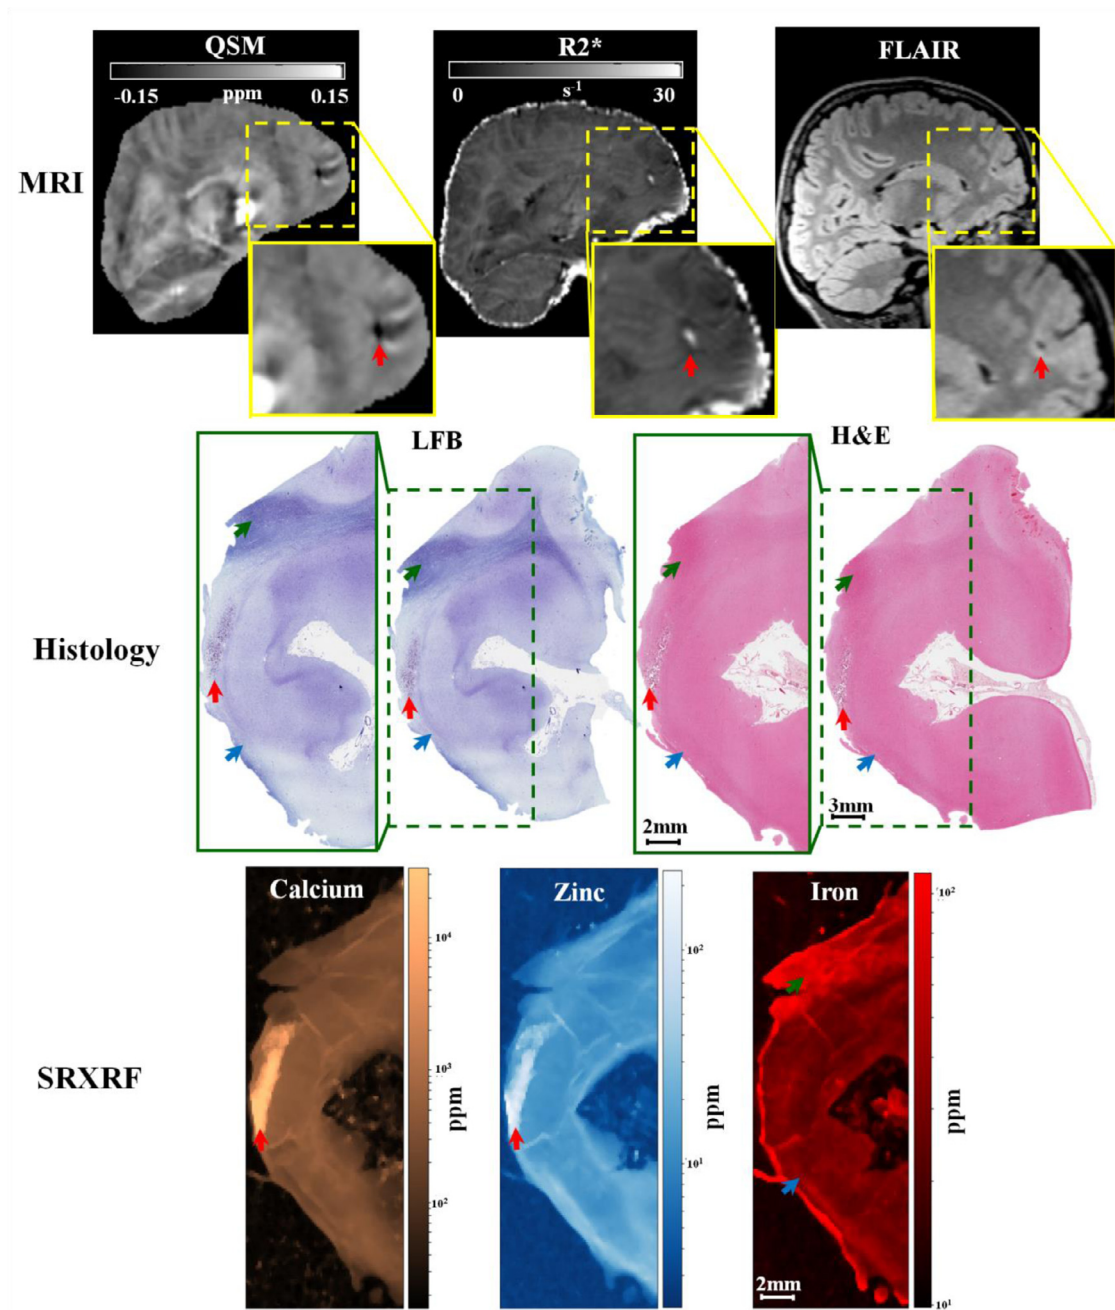 QSM
-0.15 ppm 0.15
R2*
0 s⁻¹ 30
FLAIR
MRI
LFB
H&E
Histology
2mm
3mm
Calcium
10⁴
10³
10²
ppm
Zinc
10²
10¹
ppm
Iron
10²
10¹
ppm
2mm
SRXRF